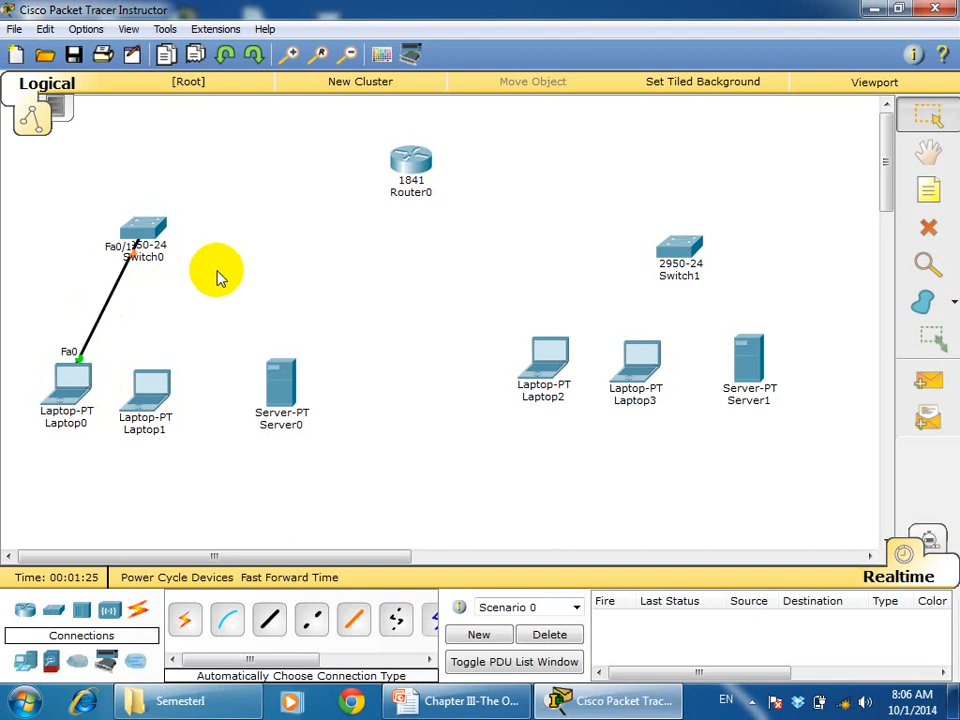 Cisco Packet Tracer Instructor
File Edit Options View Tools Extensions Help
Logical [Root] New Cluster Move Object Set Tiled Background Viewport
1841
Router0
Fa0/1
50-24
Switch0
2950-24
Switch1
Fa0
Laptop-PT
Laptop0
Laptop-PT
Laptop1
Server-PT
Server0
Laptop-PT
Laptop2
Laptop-PT
Laptop3
Server-PT
Server1
Time: 00:01:25 Power Cycle Devices Fast Forward Time Realtime
Connections
Automatically Choose Connection Type
Scenario 0
New Delete
Toggle PDU List Window
Fire Last Status Source Destination Type Color
SemesterI Chapter III-The O... Cisco Packet Trac... EN 8:06 AM
10/1/2014